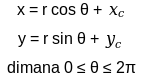 x = r cos θ + x_c
y = r sin θ + y_c
dimana 0 ≤ θ ≤ 2π